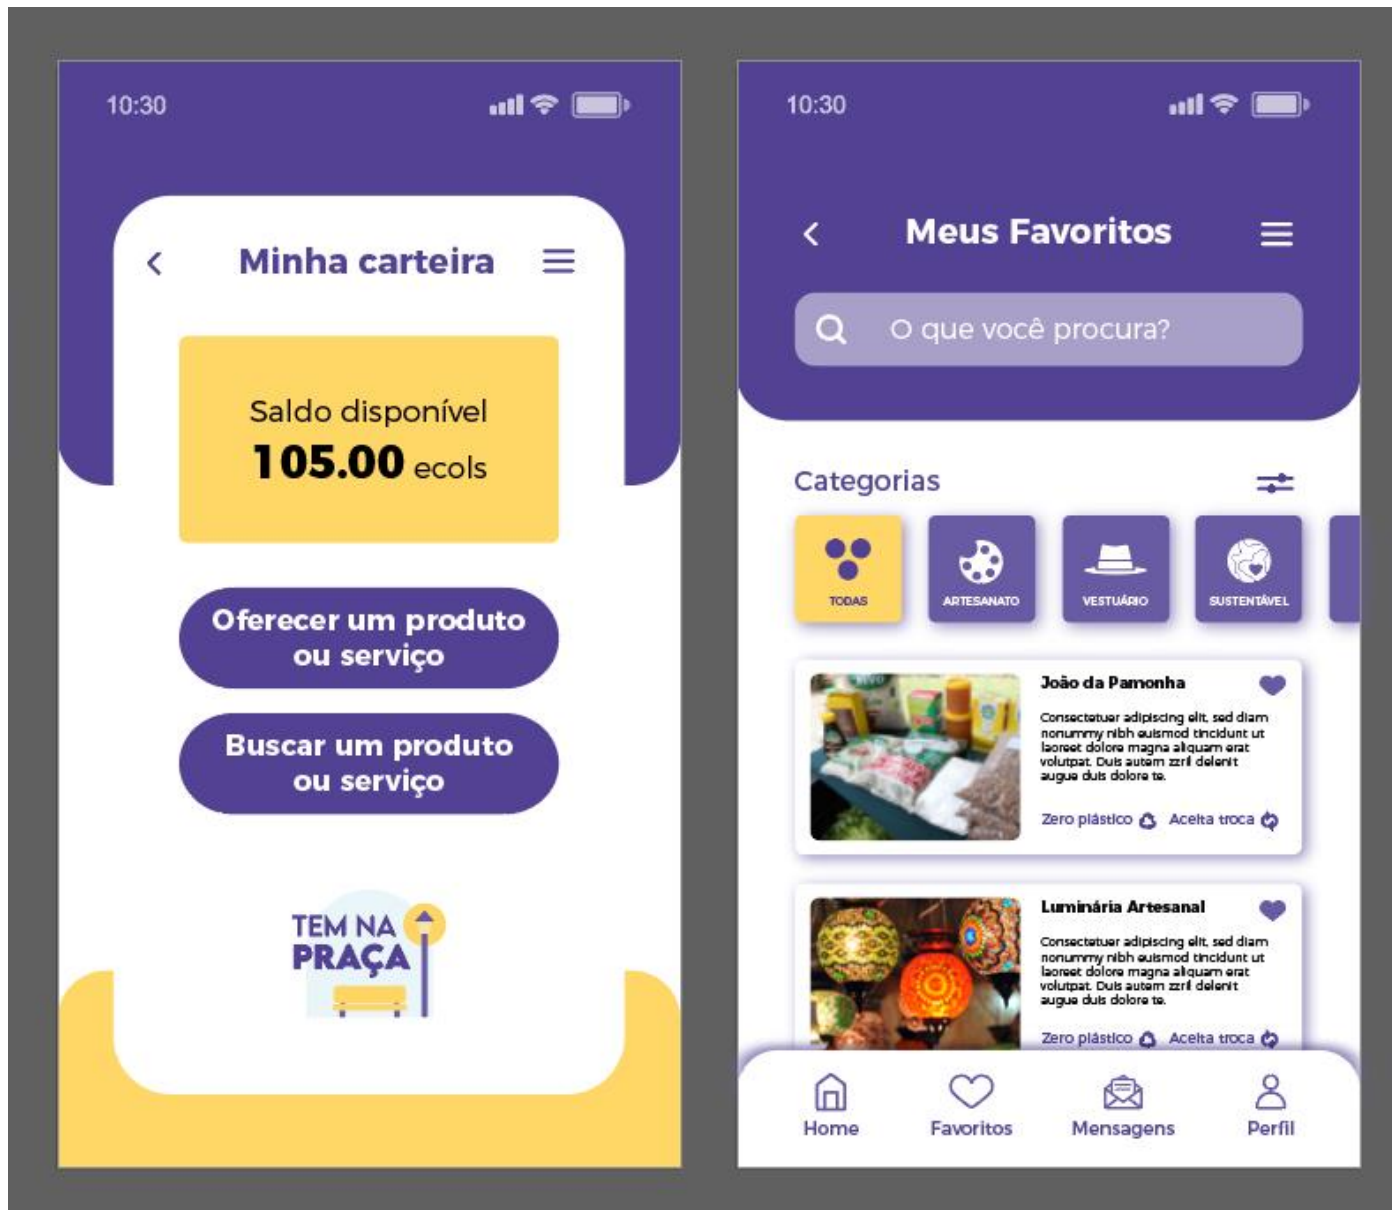 10:30
Minha carteira
Saldo disponível
105.00 ecols
Oferecer um produto
ou serviço
Buscar um produto
ou serviço
TEM NA
PRAÇA
10:30
Meus Favoritos
O que você procura?
Categorias
TODAS
ARTESANATO
VESTUÁRIO
SUSTENTÁVEL
João da Pamonha
Consectetuer adipiscing elit, sed diam
nonummy nibh euismod tincidunt ut
laoreet dolore magna aliquam erat
volutpat. Duis autem zzril delenit
augue duis dolore te.
Zero plástico Aceita troca
Luminária Artesanal
Consectetuer adipiscing elit, sed diam
nonummy nibh euismod tincidunt ut
laoreet dolore magna aliquam erat
volutpat. Duis autem zzril delenit
augue duis dolore te.
Zero plástico Aceita troca
Home
Favoritos
Mensagens
Perfil